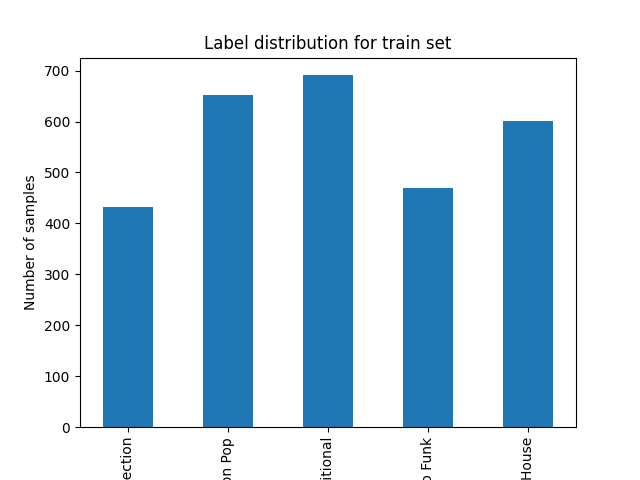 Label distribution for train set
Number of samples
700
600
500
400
300
200
100
0
ection
on Pop
itional
o Funk
House